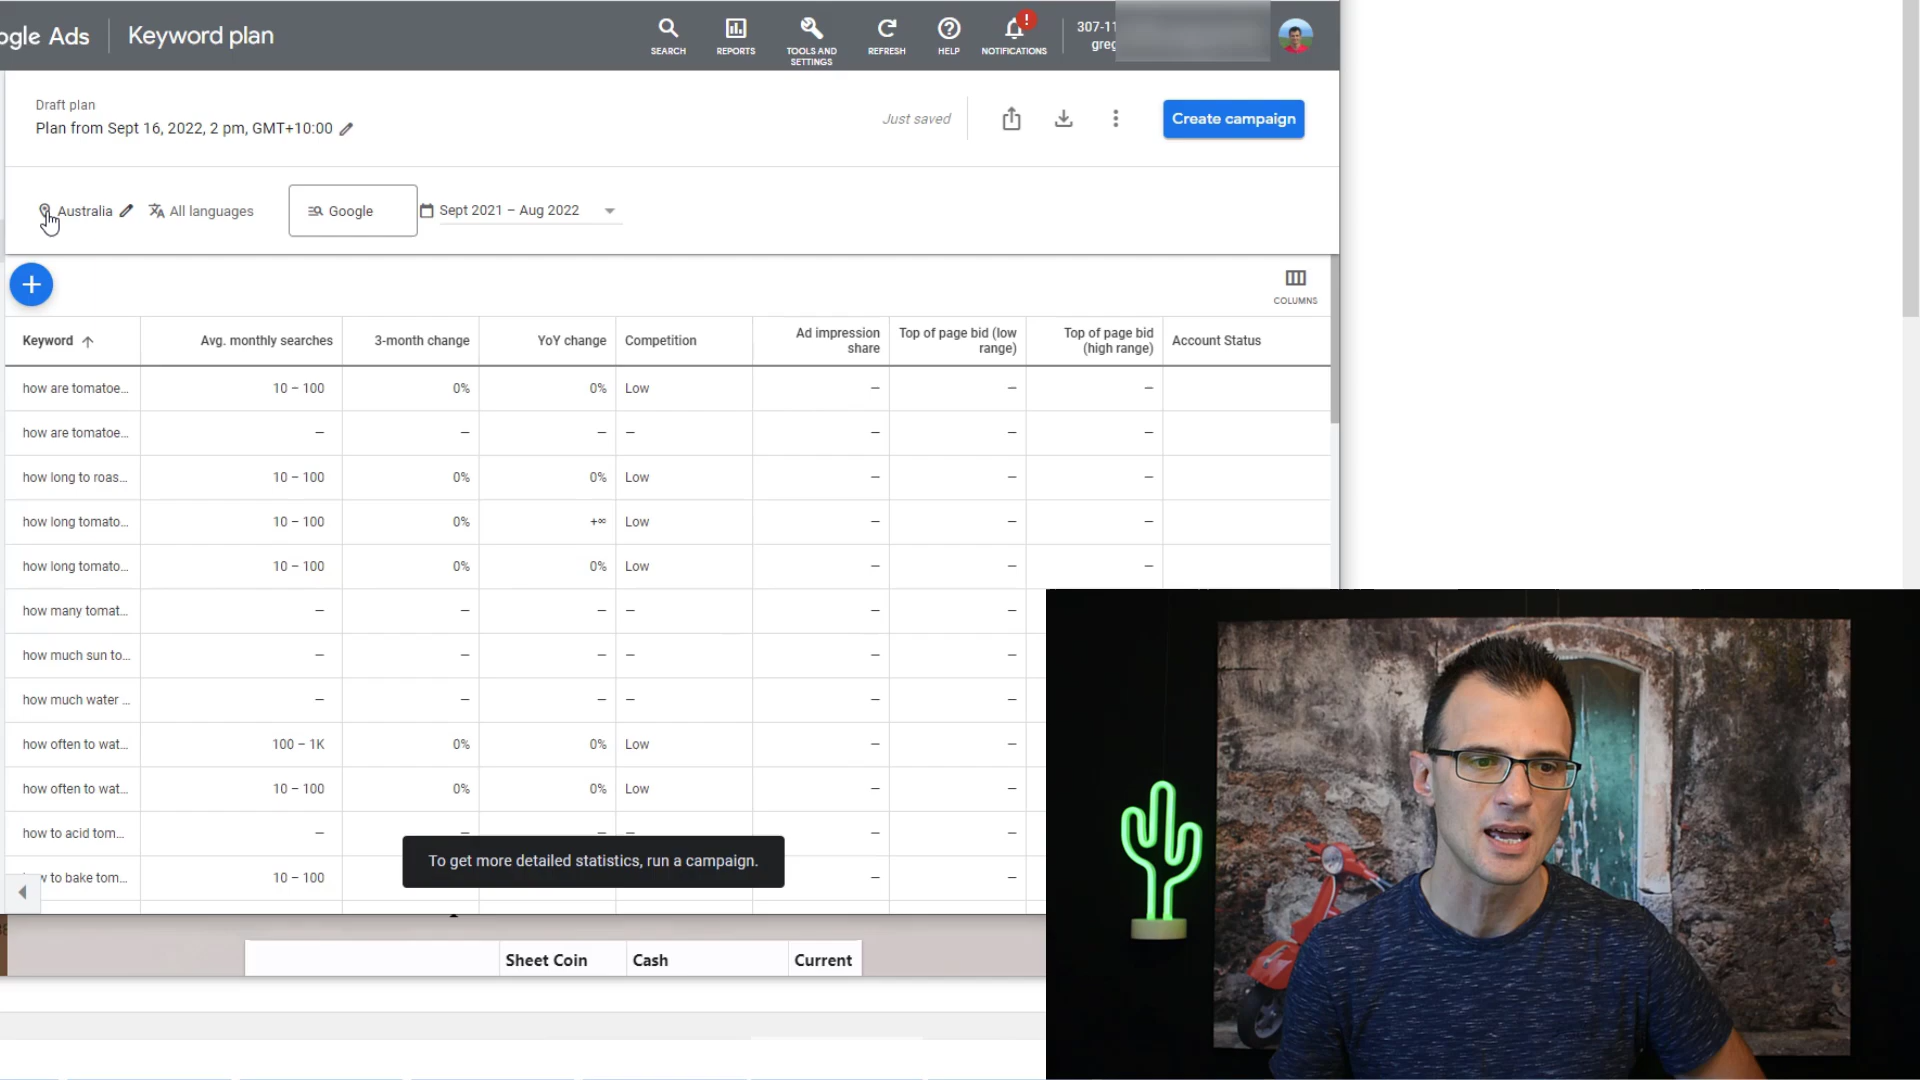 ogle Ads
Keyword plan
SEARCH
REPORTS
TOOLS AND
SETTINGS
REFRESH
HELP
!
NOTIFICATIONS
307-11
greg
Draft plan
Plan from Sept 16, 2022, 2 pm, GMT+10:00
Just saved
Create campaign
Australia
All languages
Google
Sept 2021 – Aug 2022
+
COLUMNS
Keyword Avg. monthly searches 3-month change YoY change Competition Ad impression share Top of page bid (low range) Top of page bid (high range) Account Status
how are tomatoe... 10 – 100 0% 0% Low – – –
how are tomatoe... – – – – – – –
how long to roas... 10 – 100 0% 0% Low – – –
how long tomato... 10 – 100 0% +∞ Low – – –
how long tomato... 10 – 100 0% 0% Low – – –
how many tomat... – – – – – –
how much sun to... – – – – – –
how much water ... – – – – – –
how often to wat... 100 – 1K 0% 0% Low – –
how often to wat... 10 – 100 0% 0% Low – –
how to acid tom... – – – – – –
to bake tom... 10 – 100 – –
To get more detailed statistics, run a campaign.
Sheet Coin Cash Current